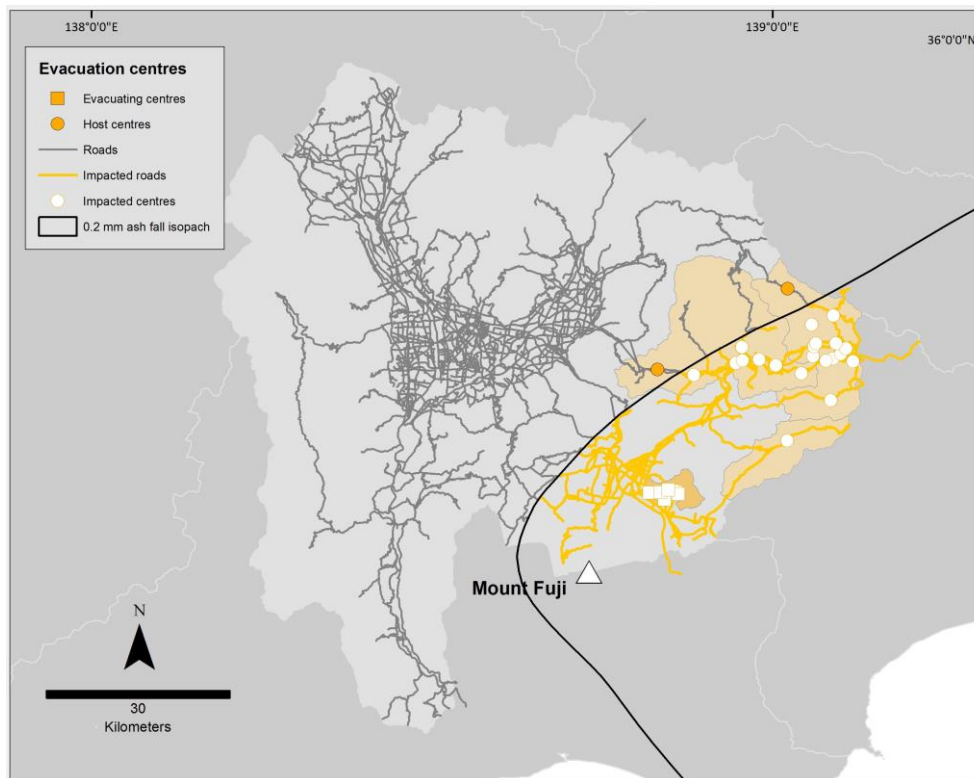 138°0'0"E
139°0'0"E
36°0'0"N
Evacuation centres
Evacuating centres
Host centres
Roads
Impacted roads
Impacted centres
0.2 mm ash fall isopach
Mount Fuji
N
30
Kilometers